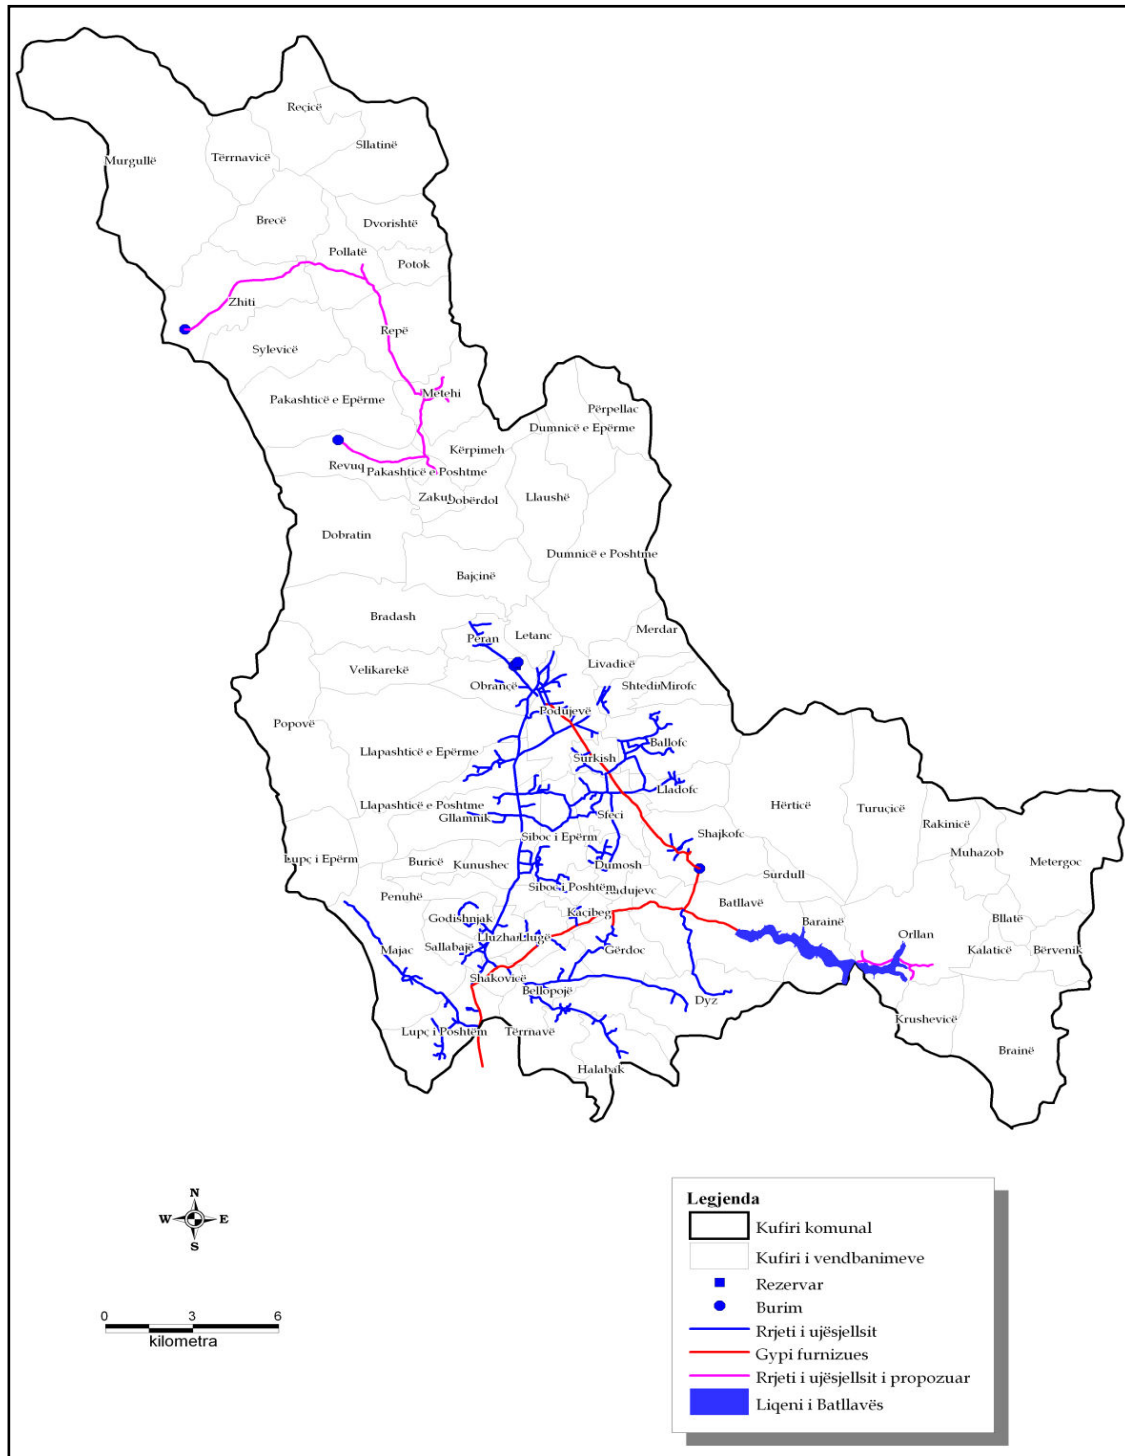 Reçicë
Sllatinë
Murgullë
Tërrnavicë
Brecë
Dvorishtë
Pollatë
Potok
Zhiti
Repë
Sylevicë
Metehi
Pakashticë e Epërme
Përpellac
Dumnicë e Epërme
Kërpimeh
Revuq
Pakashticë e Poshtme
Zakut
Dobërdol
Llaushë
Dobratin
Dumnicë e Poshtme
Bajçinë
Bradash
Peran
Letanc
Merdar
Velikarekë
Livadicë
Obrançë
Mirofc
Popovë
Podujevë
Llapashticë e Epërme
Surkish
Ballofc
Lladofc
Llapashticë e Poshtme
Gllamnik
Sfeci
Hërticë
Turuçicë
Rakinicë
Siboc i Epërm
Shajkofc
Lupç i Epërm
Buricë
Kunushec
Dumosh
Surdull
Muhazob
Metergoc
Penuhë
Siboc i Poshtëm
Batllavë
Godishnjak
Kaçibeg
Barainë
Bllatë
Majac
Sallabajë
Llugë
Gërdoc
Orllan
Kalaticë
Bërvenik
Shakovicë
Bellopojë
Dyz
Lupç i Poshtëm
Tërrnavë
Krushevicë
Brainë
Halabak
N
W E
S
0 3 6
kilometra
Legjenda
Kufiri komunal
Kufiri i vendbanimeve
Rezervar
Burim
Rrjeti i ujësjellsit
Gypi furnizues
Rrjeti i ujësjellsit i propozuar
Liqeni i Batllavës